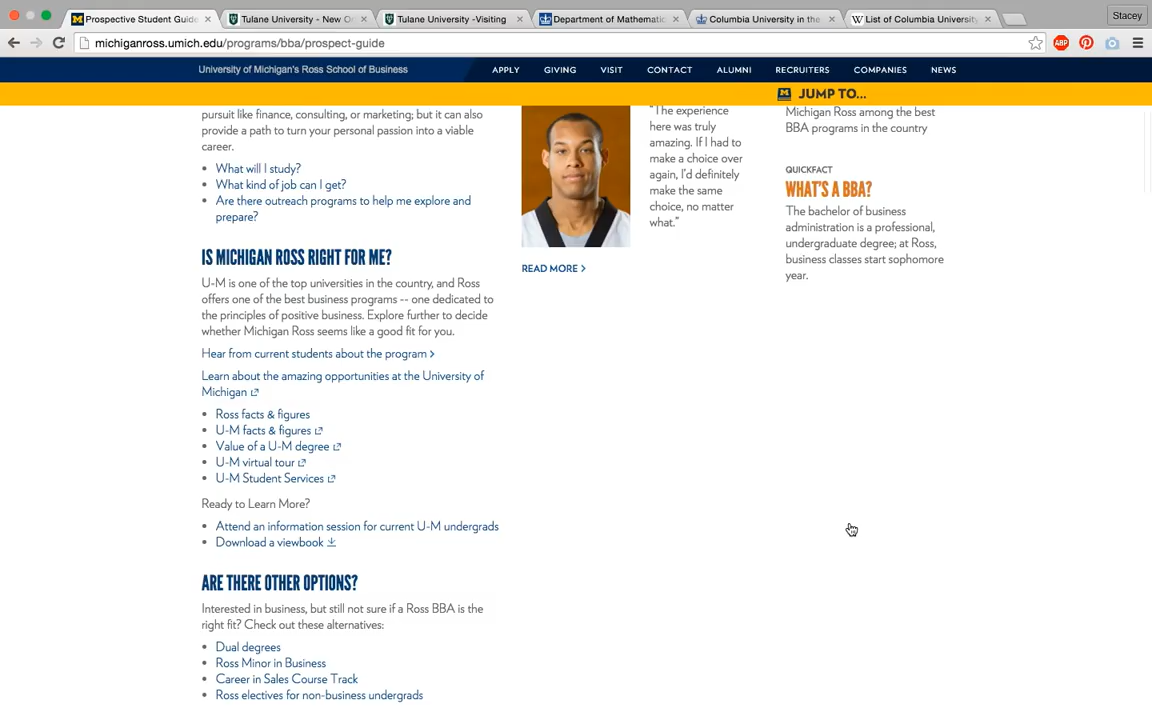 Prospective Student Guide
Tulane University - New O
Tulane University -Visiting
Department of Mathematic
Columbia University in the
List of Columbia University
Stacey
michiganross.umich.edu/programs/bba/prospect-guide
ABP
University of Michigan's Ross School of Business
APPLY
GIVING
VISIT
CONTACT
ALUMNI
RECRUITERS
COMPANIES
NEWS
JUMP TO...
pursuit like finance, consulting, or marketing; but it can also
provide a path to turn your personal passion into a viable
career.
What will I study?
What kind of job can I get?
Are there outreach programs to help me explore and
prepare?
IS MICHIGAN ROSS RIGHT FOR ME?
U-M is one of the top universities in the country, and Ross
offers one of the best business programs -- one dedicated to
the principles of positive business. Explore further to decide
whether Michigan Ross seems like a good fit for you.
Hear from current students about the program >
Learn about the amazing opportunities at the University of
Michigan
Ross facts & figures
U-M facts & figures
Value of a U-M degree
U-M virtual tour
U-M Student Services
Ready to Learn More?
Attend an information session for current U-M undergrads
Download a viewbook
ARE THERE OTHER OPTIONS?
Interested in business, but still not sure if a Ross BBA is the
right fit? Check out these alternatives:
Dual degrees
Ross Minor in Business
Career in Sales Course Track
Ross electives for non-business undergrads
"The experience
here was truly
amazing. If I had to
make a choice over
again, I'd definitely
make the same
choice, no matter
what."
READ MORE >
Michigan Ross among the best
BBA programs in the country
QUICKFACT
WHAT'S A BBA?
The bachelor of business
administration is a professional,
undergraduate degree; at Ross,
business classes start sophomore
year.